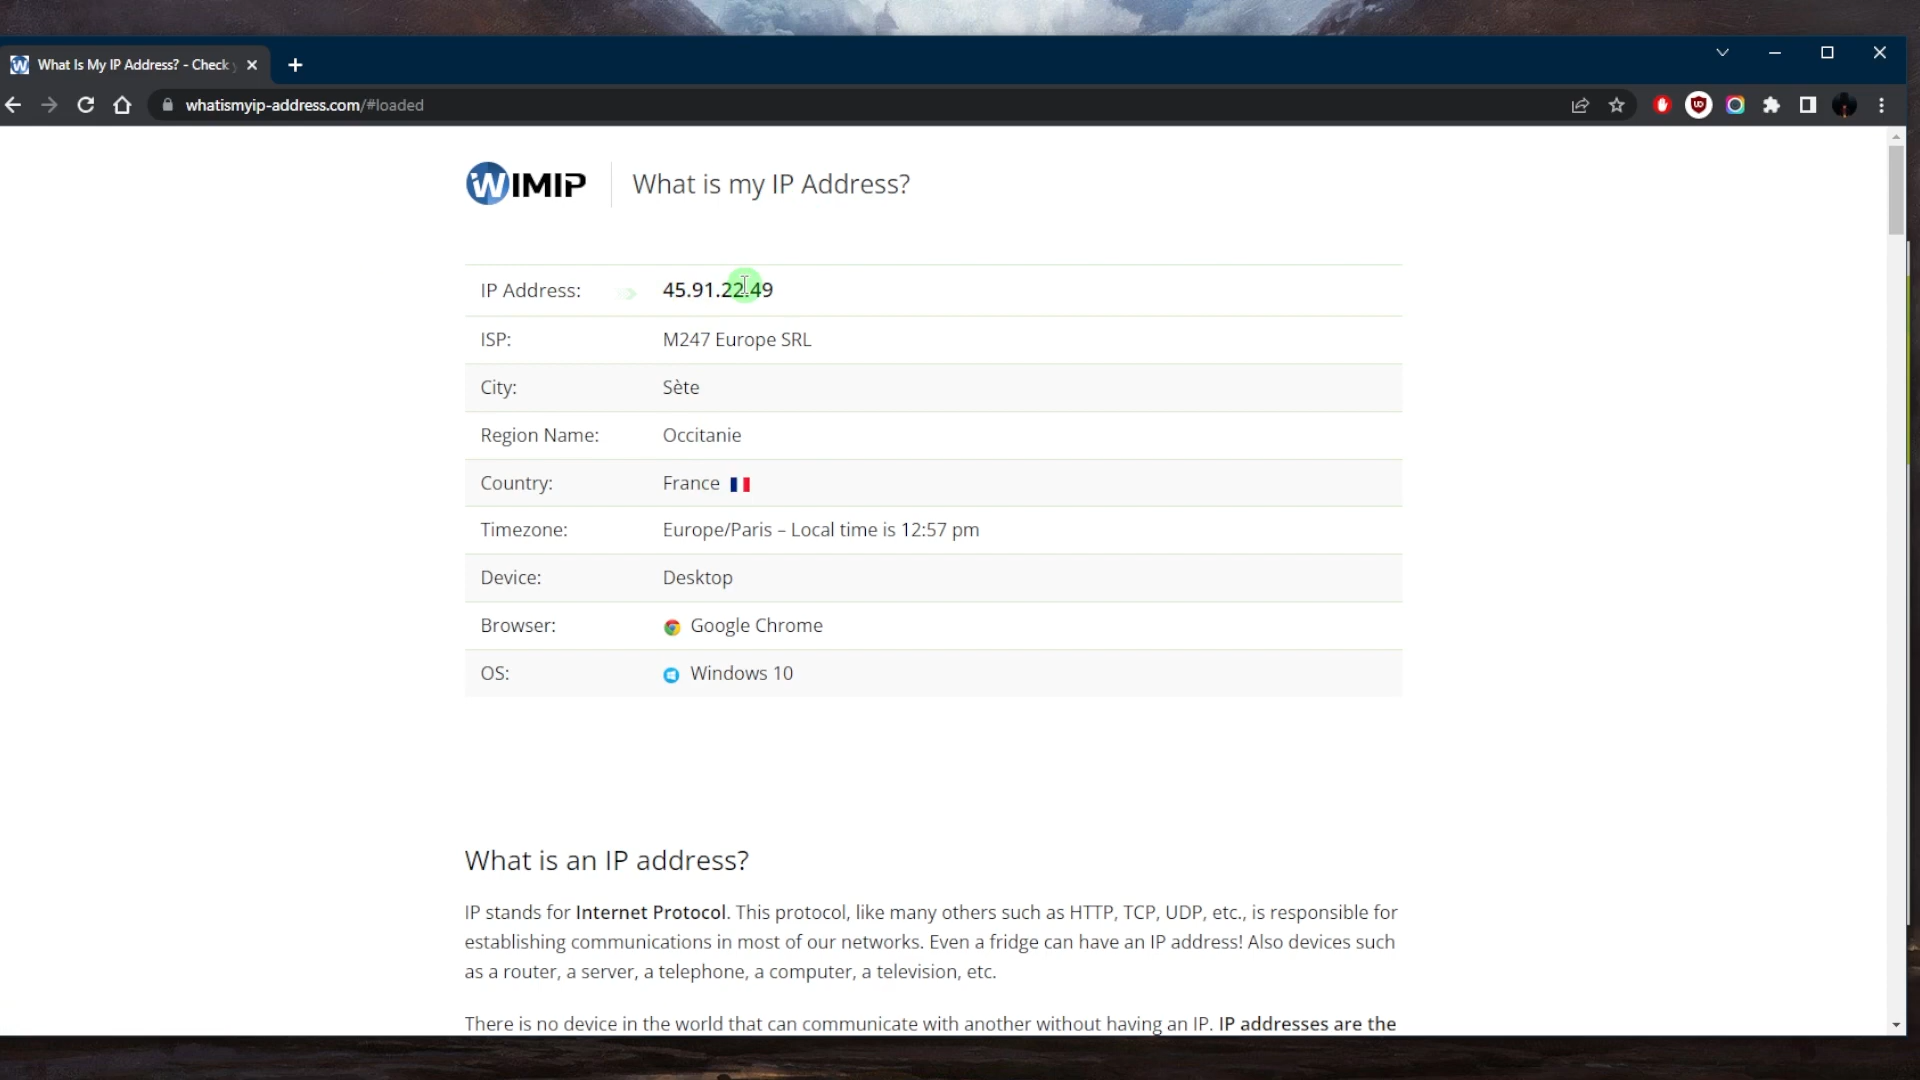 What Is My IP Address? - Check
whatismyip-address.com/#loaded
WIMIP
What is my IP Address?
IP Address: 45.91.22.49
ISP: M247 Europe SRL
City: Sète
Region Name: Occitanie
Country: France
Timezone: Europe/Paris – Local time is 12:57 pm
Device: Desktop
Browser: Google Chrome
OS: Windows 10
What is an IP address?
IP stands for Internet Protocol. This protocol, like many others such as HTTP, TCP, UDP, etc., is responsible for
establishing communications in most of our networks. Even a fridge can have an IP address! Also devices such
as a router, a server, a telephone, a computer, a television, etc.
There is no device in the world that can communicate with another without having an IP. IP addresses are the